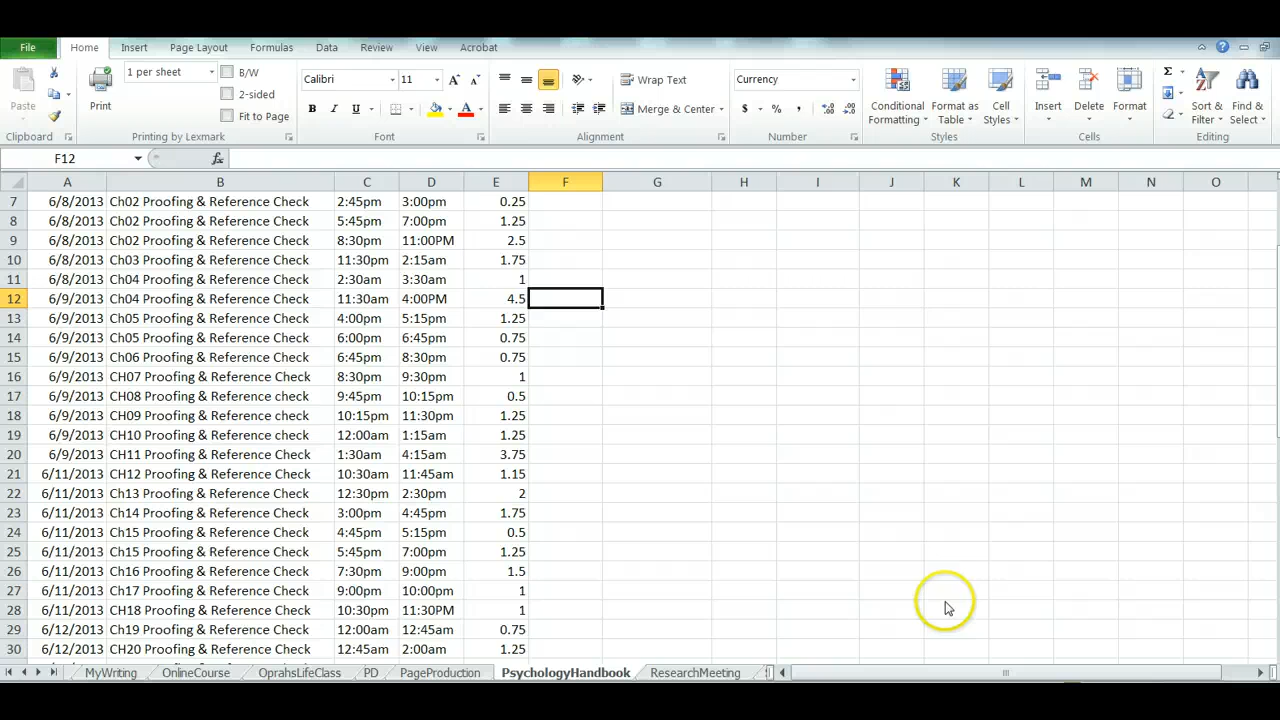 File Home Insert Page Layout Formulas Data Review View Acrobat
Paste Print 1 per sheet B/W 2-sided Fit to Page
Calibri 11 A A B I U A
Wrap Text Merge & Center
Currency $ % ,
Conditional Formatting Format as Table Cell Styles
Insert Delete Format
Σ Sort & Filter Find & Select
Clipboard Printing by Lexmark Font Alignment Number Styles Cells Editing
F12 fx
A B C D E F G H I J K L M N O
7 6/8/2013 Ch02 Proofing & Reference Check 2:45pm 3:00pm 0.25
8 6/8/2013 Ch02 Proofing & Reference Check 5:45pm 7:00pm 1.25
9 6/8/2013 Ch02 Proofing & Reference Check 8:30pm 11:00PM 2.5
10 6/8/2013 Ch03 Proofing & Reference Check 11:30pm 2:15am 1.75
11 6/8/2013 Ch04 Proofing & Reference Check 2:30am 3:30am 1
12 6/9/2013 Ch04 Proofing & Reference Check 11:30am 4:00PM 4.5
13 6/9/2013 Ch05 Proofing & Reference Check 4:00pm 5:15pm 1.25
14 6/9/2013 Ch05 Proofing & Reference Check 6:00pm 6:45pm 0.75
15 6/9/2013 Ch06 Proofing & Reference Check 6:45pm 8:30pm 0.75
16 6/9/2013 CH07 Proofing & Reference Check 8:30pm 9:30pm 1
17 6/9/2013 CH08 Proofing & Reference Check 9:45pm 10:15pm 0.5
18 6/9/2013 CH09 Proofing & Reference check 10:15pm 11:30pm 1.25
19 6/9/2013 CH10 Proofing & Reference Check 12:00am 1:15am 1.25
20 6/9/2013 CH11 Proofing & Reference Check 1:30am 4:15am 3.75
21 6/11/2013 CH12 Proofing & Reference Check 10:30am 11:45am 1.15
22 6/11/2013 Ch13 Proofing & Reference Check 12:30pm 2:30pm 2
23 6/11/2013 Ch14 Proofing & Reference Check 3:00pm 4:45pm 1.75
24 6/11/2013 Ch15 Proofing & Reference Check 4:45pm 5:15pm 0.5
25 6/11/2013 Ch15 Proofing & Reference Check 5:45pm 7:00pm 1.25
26 6/11/2013 Ch16 Proofing & Reference Check 7:30pm 9:00pm 1.5
27 6/11/2013 Ch17 Proofing & Reference Check 9:00pm 10:00pm 1
28 6/11/2013 CH18 Proofing & Reference Check 10:30pm 11:30PM 1
29 6/12/2013 Ch19 Proofing & Reference Check 12:00am 12:45am 0.75
30 6/12/2013 CH20 Proofing & Reference Check 12:45am 2:00am 1.25
MyWriting OnlineCourse OprahsLifeClass PD PageProduction PsychologyHandbook ResearchMeeting